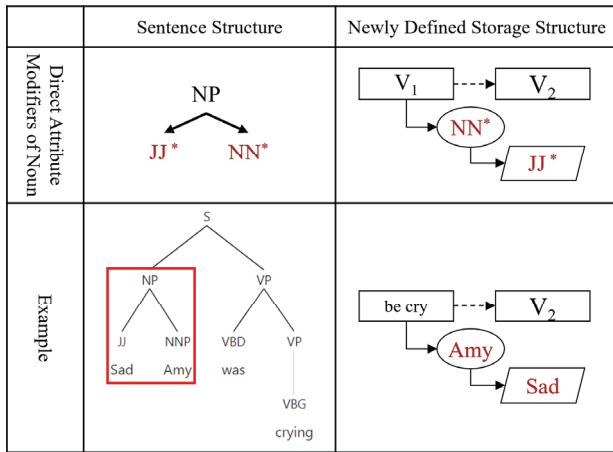 Sentence Structure
Newly Defined Storage Structure
Direct Attribute
Modifiers of Noun
NP
JJ* NN*
V1 V2
NN*
JJ*
Example
S
NP VP
JJ NNP VBD VP
Sad Amy was
VBG
crying
be cry V2
Amy
Sad